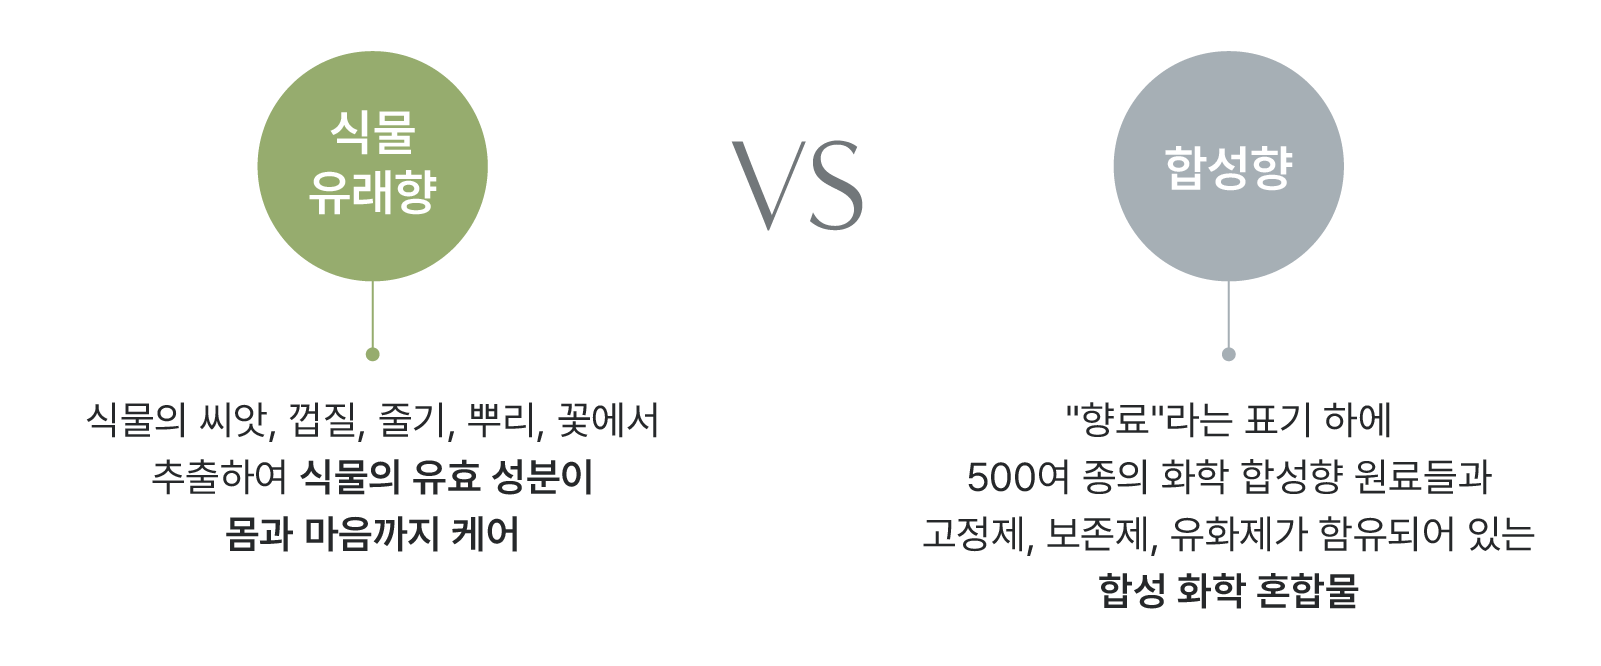 식물
유래향
VS
합성향
식물의 씨앗, 껍질, 줄기, 뿌리, 꽃에서
추출하여 식물의 유효 성분이
몸과 마음까지 케어
"향료"라는 표기 하에
500여 종의 화학 합성향 원료들과
고정제, 보존제, 유화제가 함유되어 있는
합성 화학 혼합물